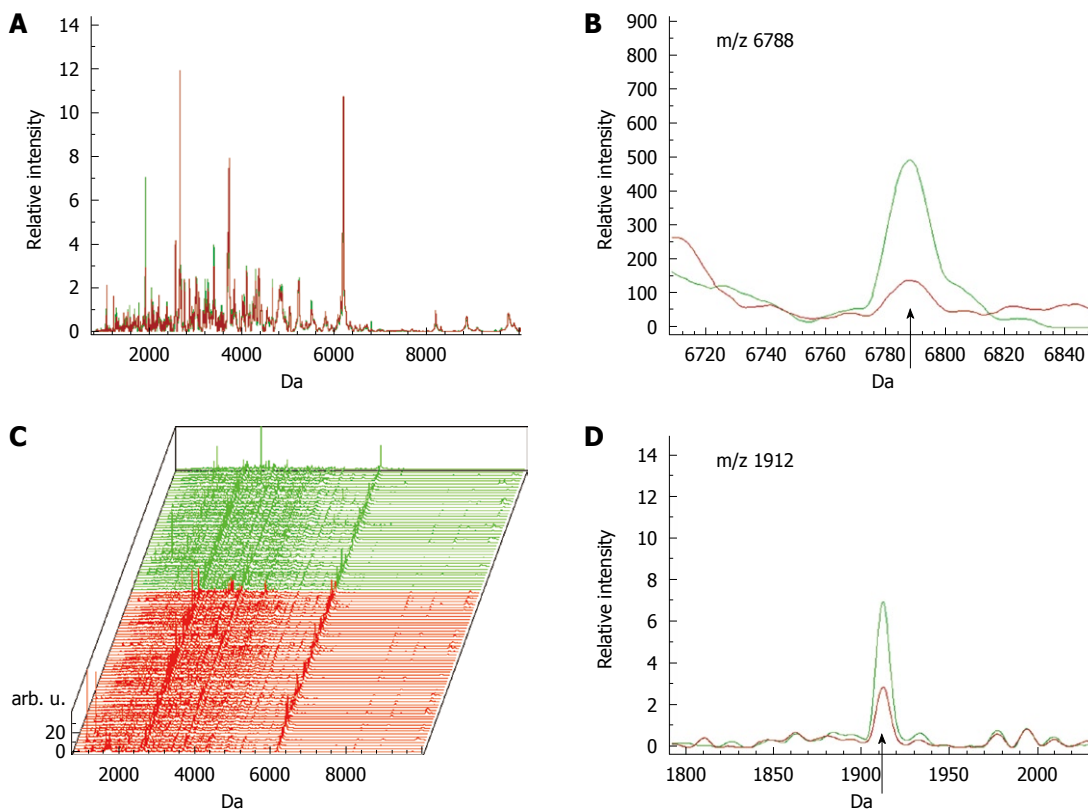 A
14
12
10
8
6
4
2
0
Relative intensity
2000 4000 6000 8000
Da
B
m/z 6788
900
800
700
600
500
400
300
200
100
0
Relative intensity
6720 6740 6760 6780 6800 6820 6840
Da
C
arb. u.
20
0
2000 4000 6000 8000
Da
D
m/z 1912
14
12
10
8
6
4
2
0
Relative intensity
1800 1850 1900 1950 2000
Da